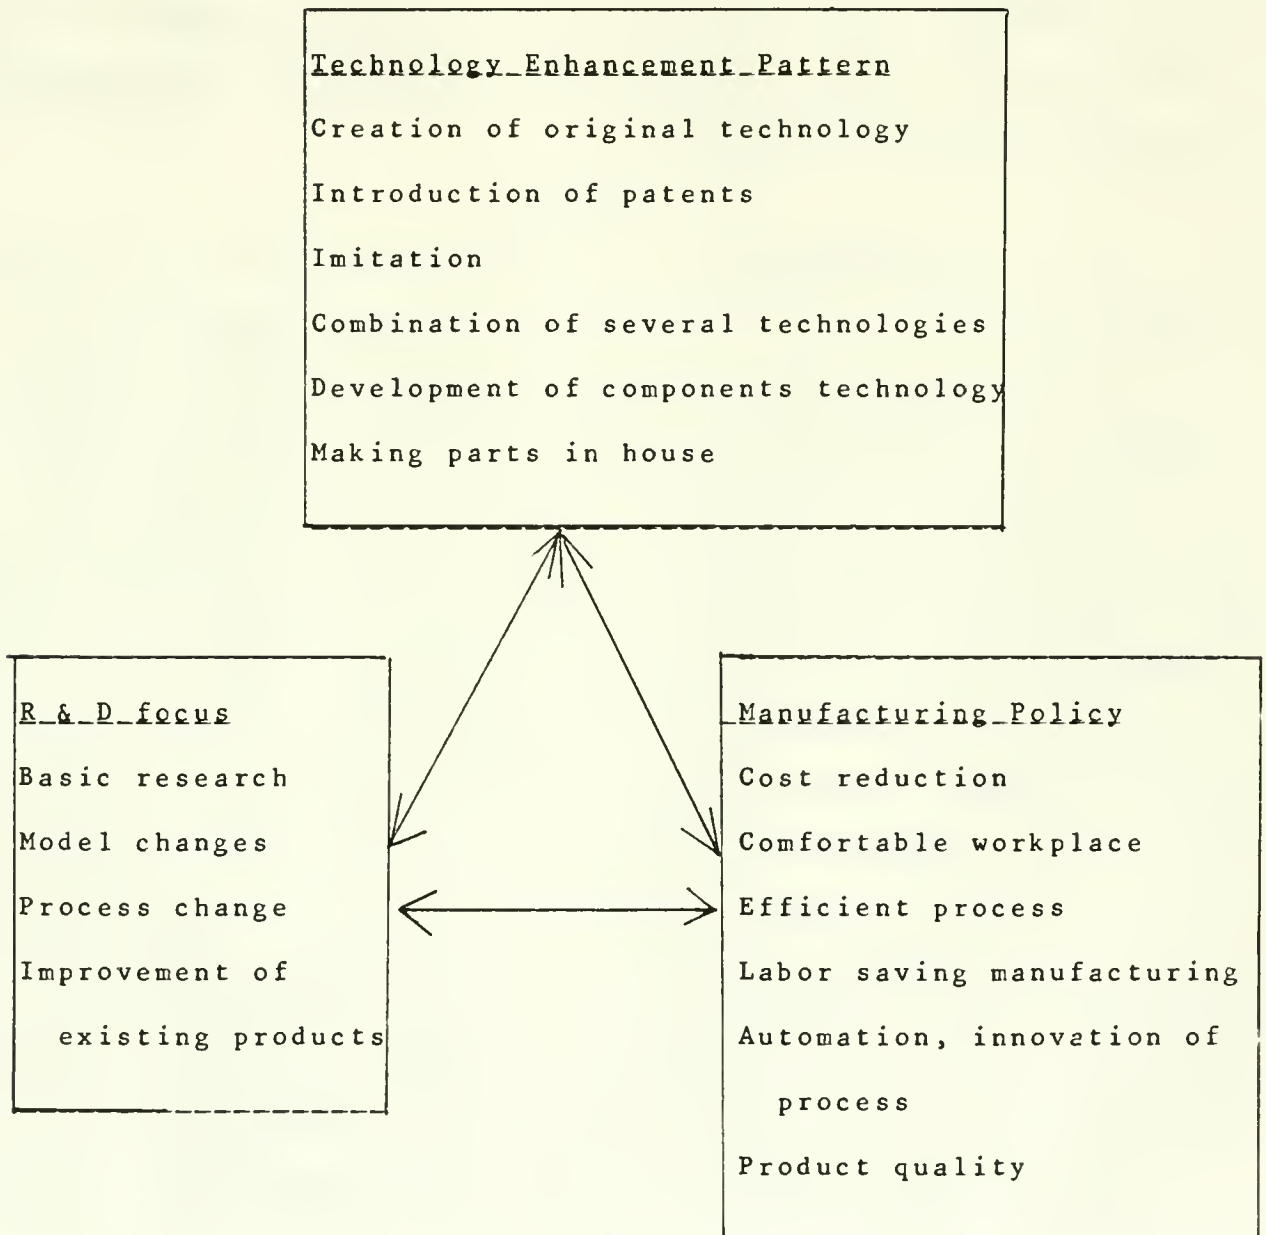 Technology Enhancement Pattern
Creation of original technology
Introduction of patents
Imitation
Combination of several technologies
Development of components technology
Making parts in house
R & D focus
Basic research
Model changes
Process change
Improvement of
existing products
Manufacturing Policy
Cost reduction
Comfortable workplace
Efficient process
Labor saving manufacturing
Automation, innovation of
process
Product quality